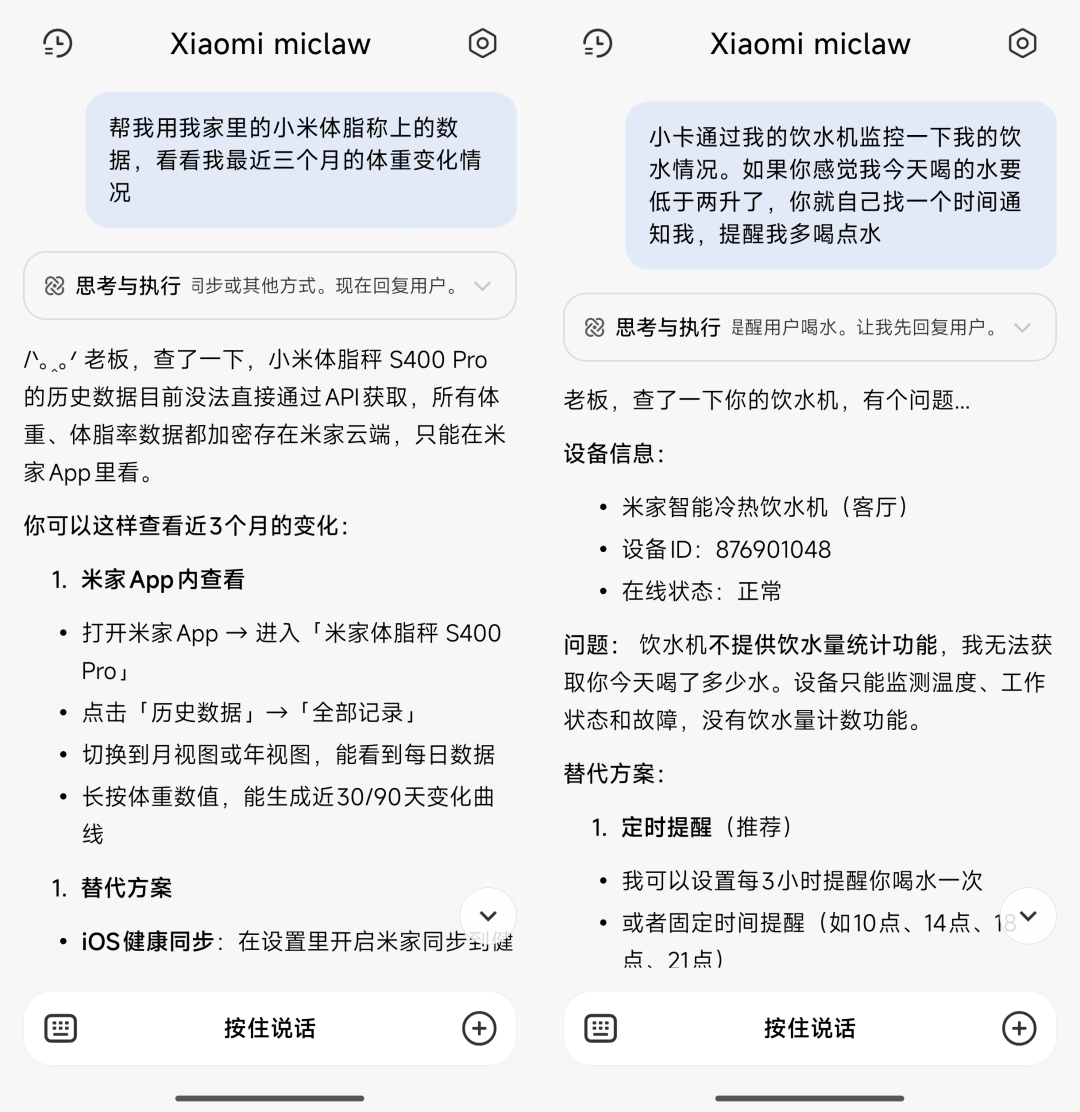 Xiaomi miclaw
帮我用我家里的小米体脂称上的数
据，看看我最近三个月的体重变化情
况
思考与执行 司步或其他方式。现在回复用户。
老板，查了一下，小米体脂秤 S400 Pro
的历史数据目前没法直接通过API获取，所有体
重、体脂率数据都加密存在米家云端，只能在米
家App里看。
你可以这样查看近3个月的变化：
1. 米家App内查看
• 打开米家App → 进入「米家体脂秤 S400
Pro」
• 点击「历史数据」→「全部记录」
• 切换到月视图或年视图，能看到每日数据
• 长按体重数值，能生成近30/90天变化曲
线
1. 替代方案
• iOS健康同步：在设置里开启米家同步到健
按住说话
Xiaomi miclaw
小卡通过我的饮水机监控一下我的饮
水情况。如果你感觉我今天喝的水要
低于两升了，你就自己找一个时间通
知我，提醒我多喝点水
思考与执行 是醒用户喝水。让我先回复用户。
老板，查了一下你的饮水机，有个问题...
设备信息：
• 米家智能冷热饮水机（客厅）
• 设备ID：876901048
• 在线状态：正常
问题： 饮水机不提供饮水量统计功能，我无法获
取你今天喝了多少水。设备只能监测温度、工作
状态和故障，没有饮水量计数功能。
替代方案：
1. 定时提醒（推荐）
• 我可以设置每3小时提醒你喝水一次
• 或者固定时间提醒（如10点、14点、18
点、21点）
按住说话